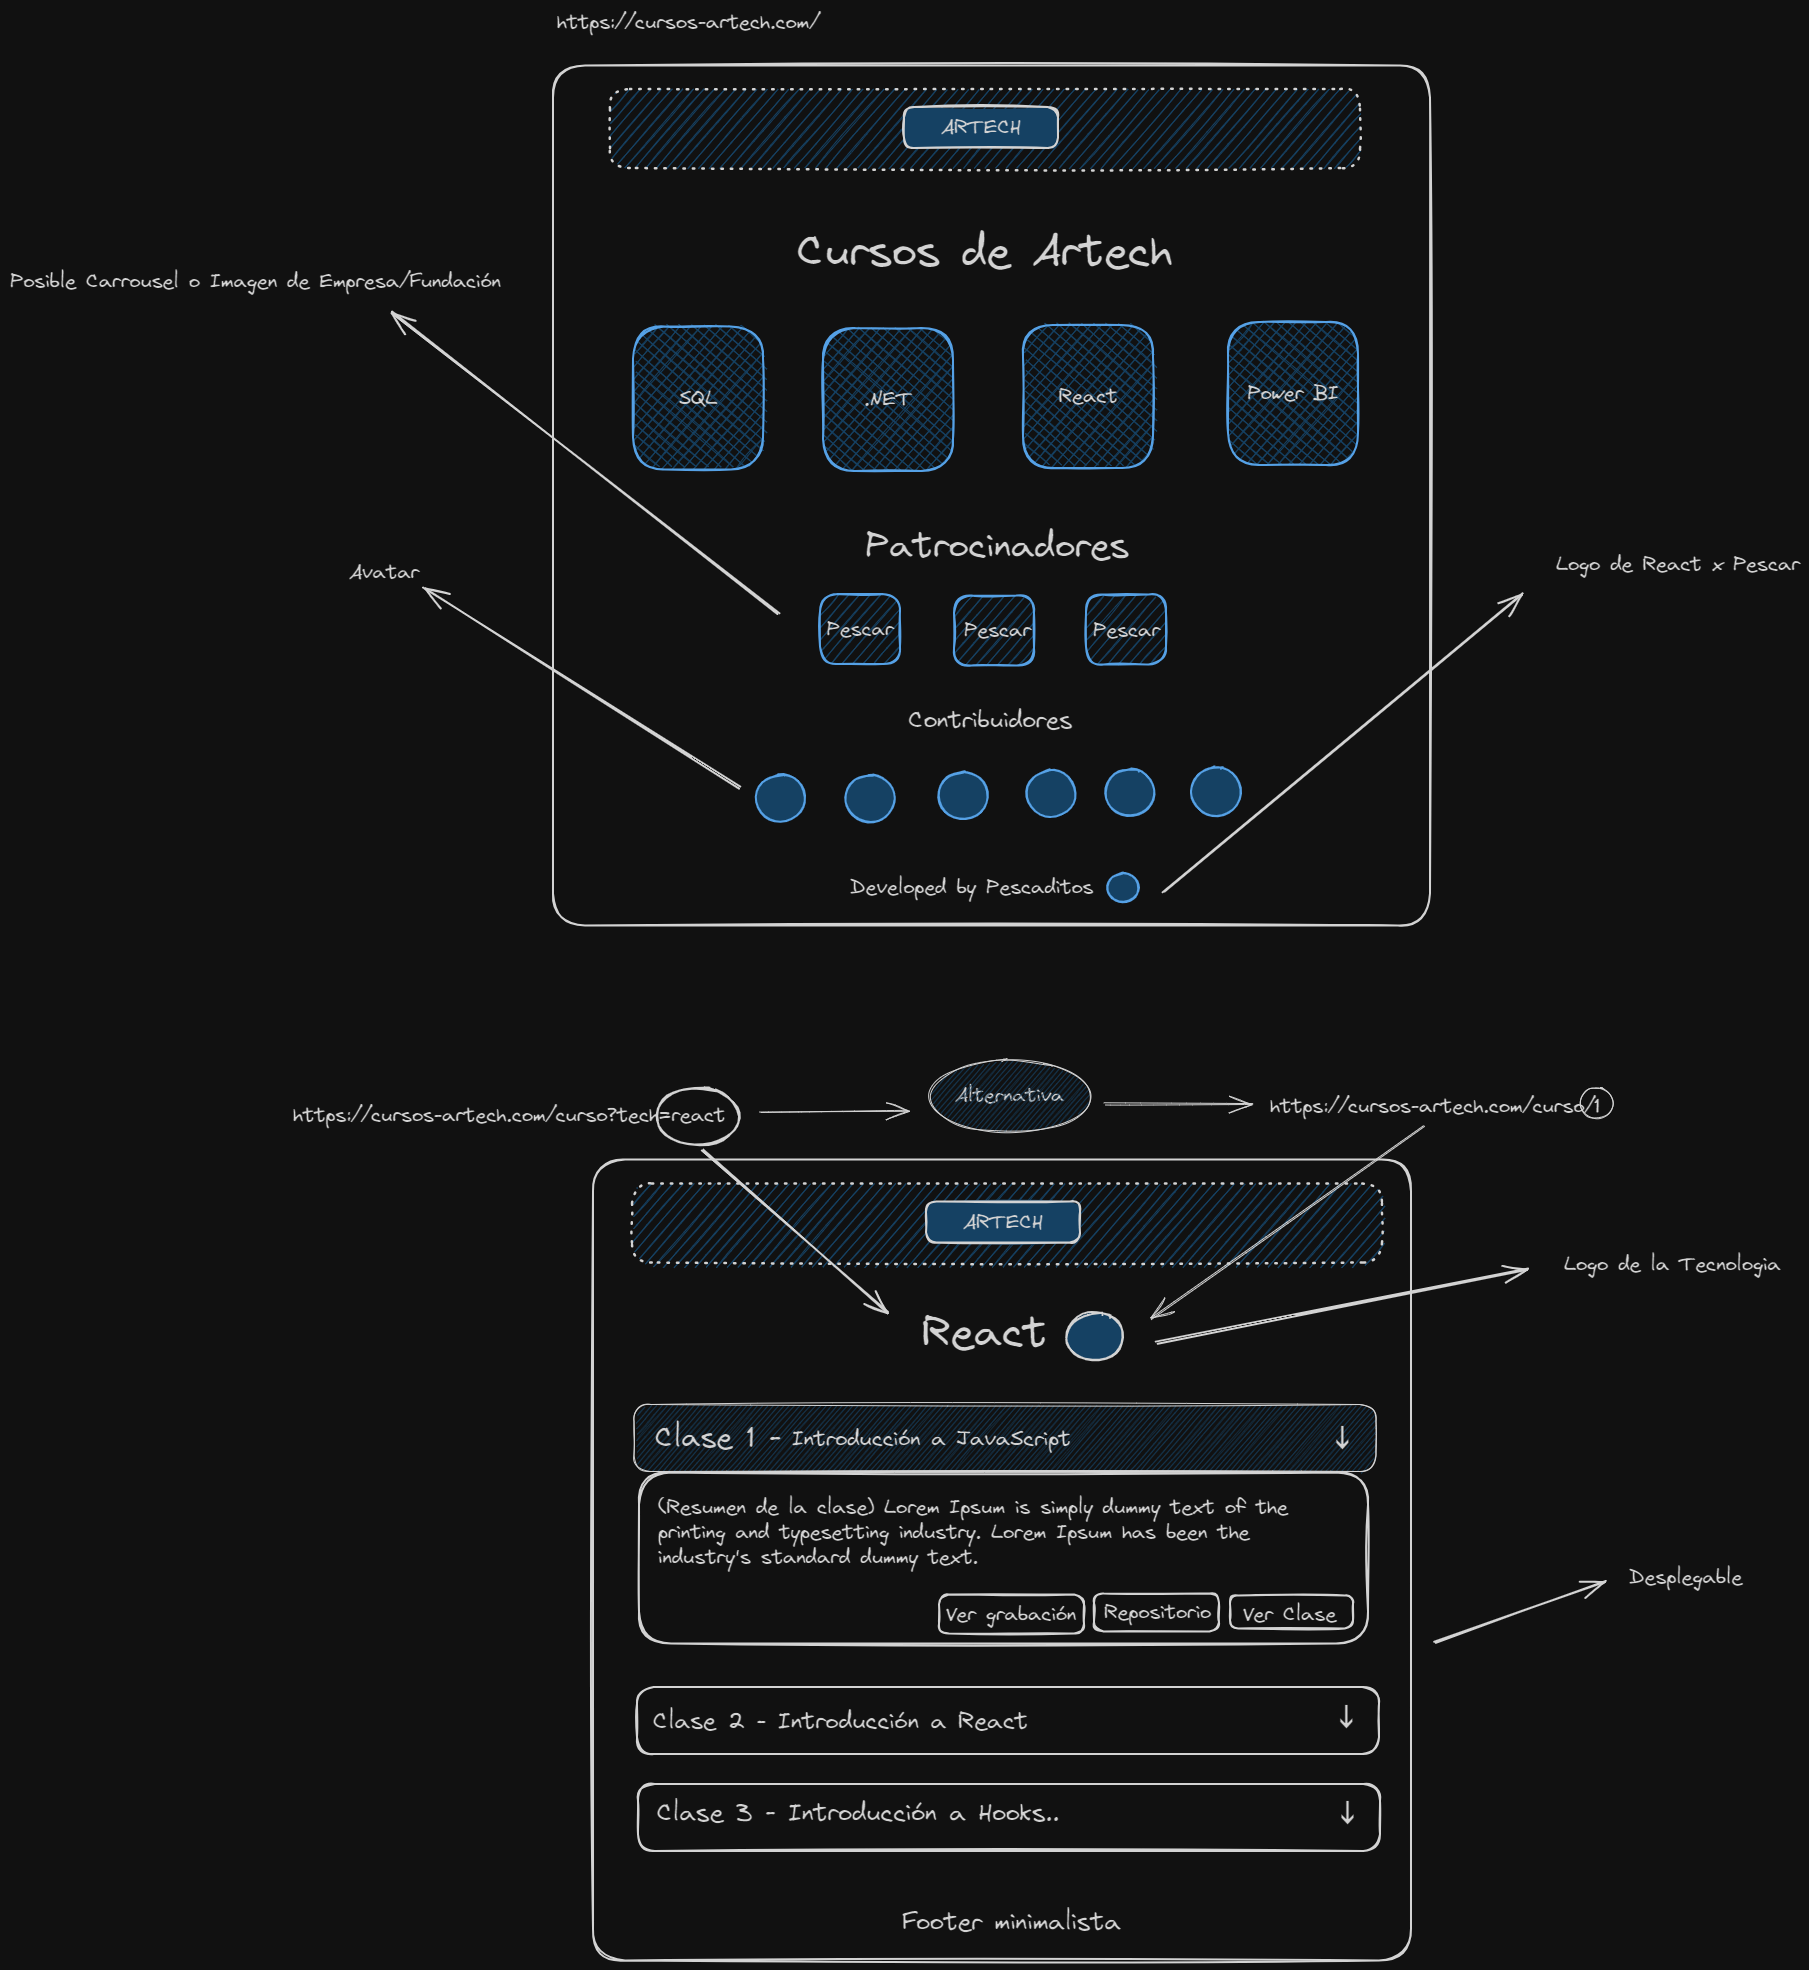 https://cursos-artech.com/
ARTECH
Cursos de Artech
Posible Carrousel o Imagen de Empresa/Fundación
SQL
.NET
React
Power BI
Patrocinadores
Avatar
Logo de React x Pescar
Pescar
Pescar
Pescar
Contribuidores
Developed by Pescaditos
https://cursos-artech.com/curso?tech=react
Alternativa
https://cursos-artech.com/curso/1
ARTECH
Logo de la Tecnologia
React
Clase 1 - Introducción a JavaScript ↓
(Resumen de la clase) Lorem Ipsum is simply dummy text of the
printing and typesetting industry. Lorem Ipsum has been the
industry's standard dummy text.
Desplegable
Ver grabación
Repositorio
Ver Clase
Clase 2 - Introducción a React ↓
Clase 3 - Introducción a Hooks.. ↓
Footer minimalista